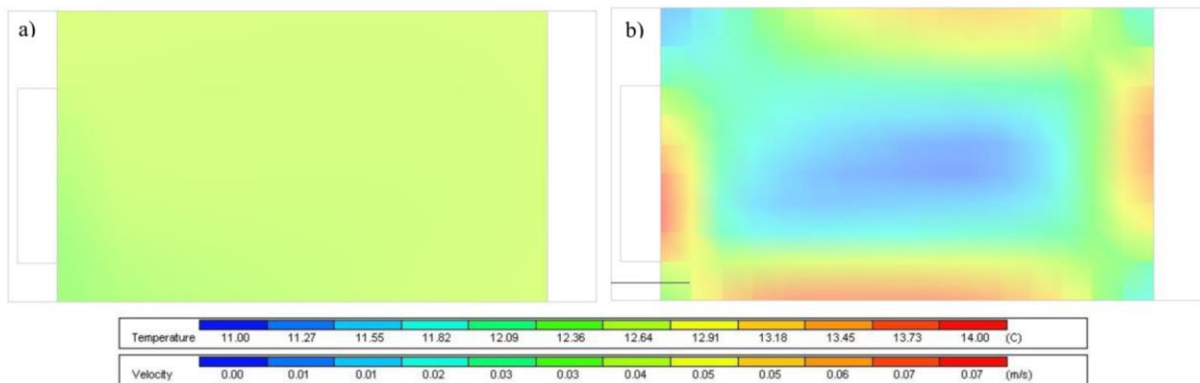 a)
b)
Temperature 11.00 11.27 11.55 11.82 12.09 12.36 12.64 12.91 13.18 13.45 13.73 14.00 (C)
Velocity 0.00 0.01 0.01 0.02 0.03 0.03 0.04 0.05 0.05 0.06 0.07 0.07 (m/s)